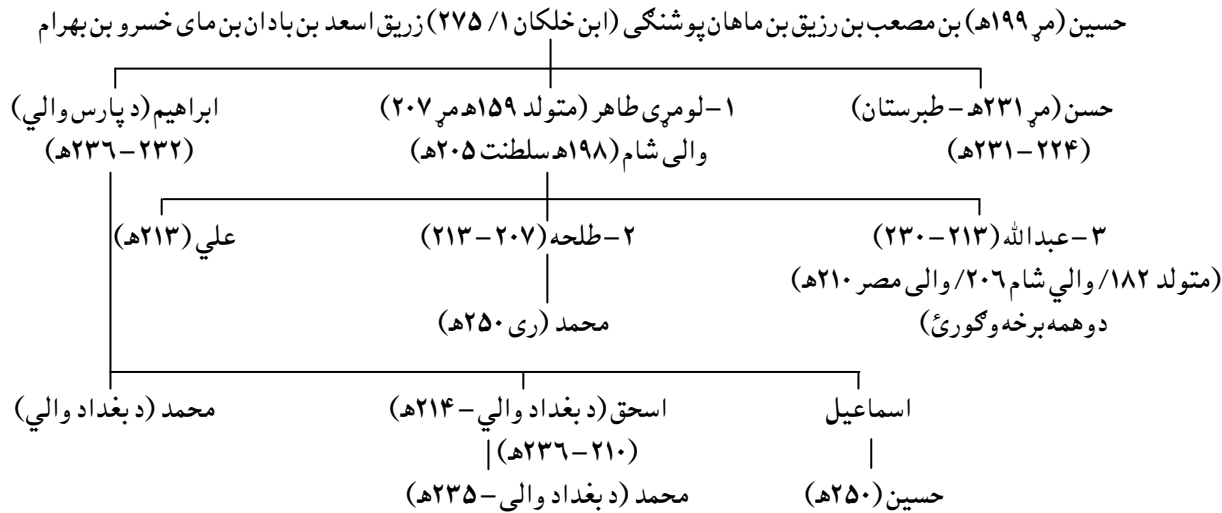 حسین (مړ ۱۹۹هـ) بن مصعب بن رزیق بن ماهان پوشنګی (ابن خلکان ۱/ ۲۷۵) زریق اسعد بن بادان بن مای خسرو بن بهرام
حسن (مړ ۲۳۱هـ – طبرستان) ۱- لومړی طاهر (متولد ۱۵۹هـ مړ ۲۰۷) ابراهیم (د پارس والي)
(۲۲۴–۲۳۱هـ) والی شام (۱۹۸هـ سلطنت ۲۰۵هـ) (۲۳۲–۲۳۶هـ)
۳- عبدالله (۲۱۳–۲۳۰) ۲- طلحه (۲۰۷–۲۱۳) علي (۲۱۳هـ)
(متولد ۱۸۲/ والي شام ۲۰۶/ والی مصر ۲۱۰هـ)
دوهمه برخه وګورئ) محمد (ری ۲۵۰هـ)
اسماعیل اسحق (د بغداد والي – ۲۱۴هـ) محمد (د بغداد والي)
(۲۱۰–۲۳۶هـ)
حسین (۲۵۰هـ) محمد (د بغداد والی – ۲۳۵هـ)